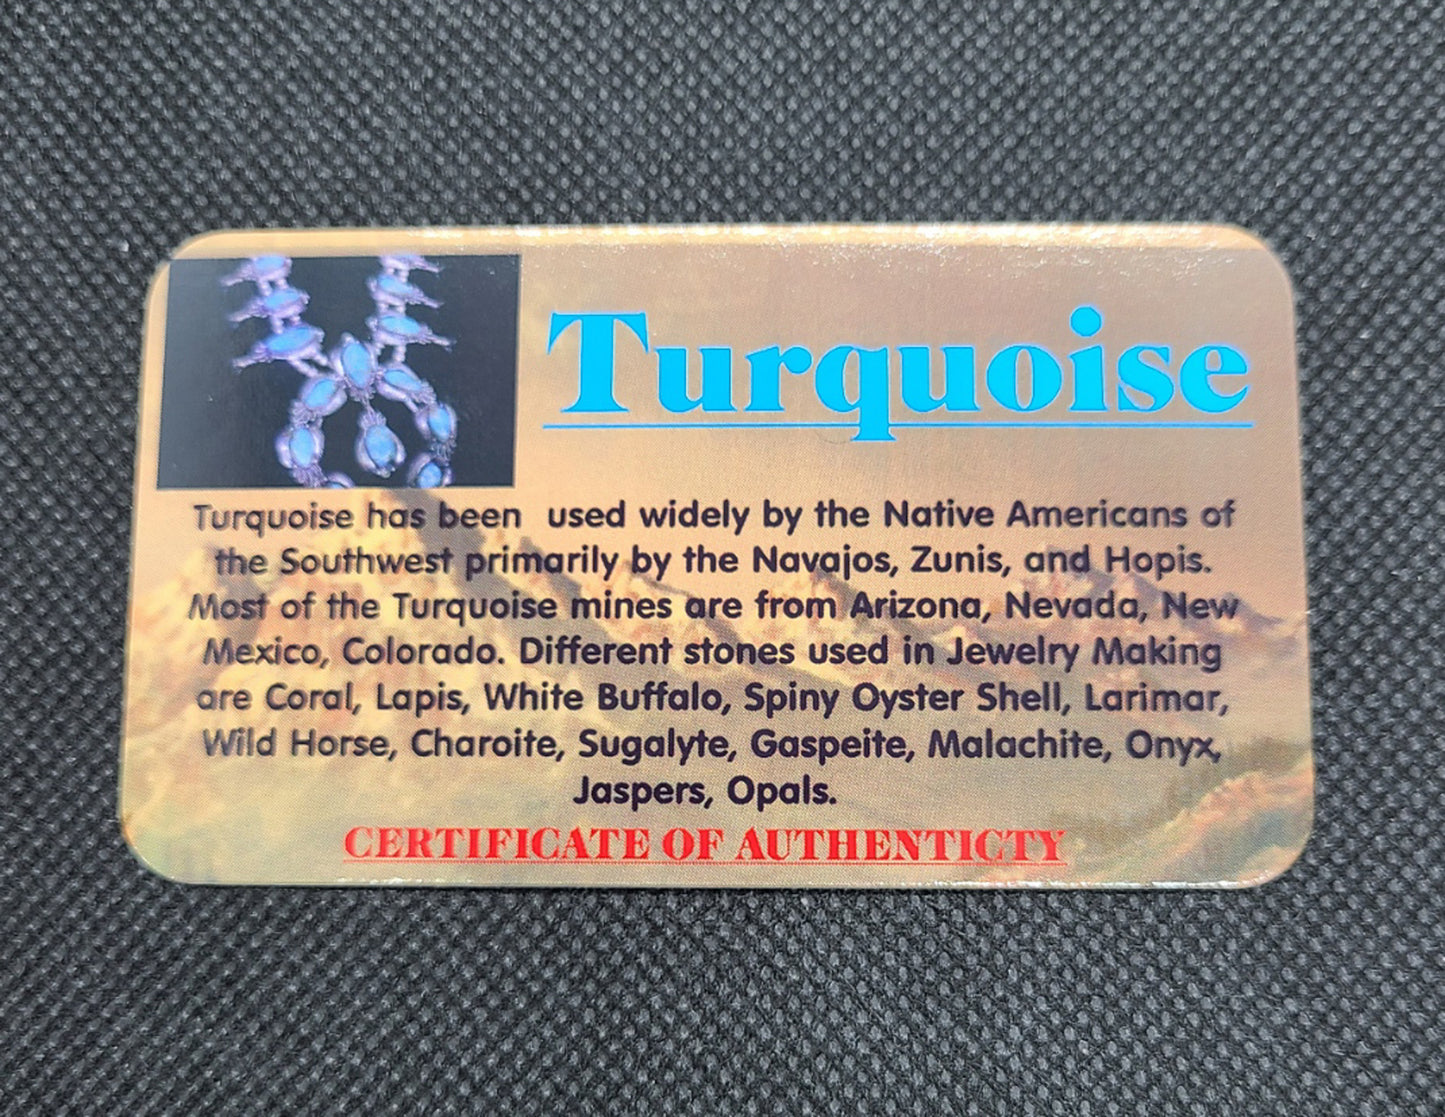 Turquoise
Turquoise has been used widely by the Native Americans of
the Southwest primarily by the Navajos, Zunis, and Hopis.
Most of the Turquoise mines are from Arizona, Nevada, New
Mexico, Colorado. Different stones used in Jewelry Making
are Coral, Lapis, White Buffalo, Spiny Oyster Shell, Larimar,
Wild Horse, Charoite, Sugalyte, Gaspeite, Malachite, Onyx,
Jaspers, Opals.
CERTIFICATE OF AUTHENTICTY